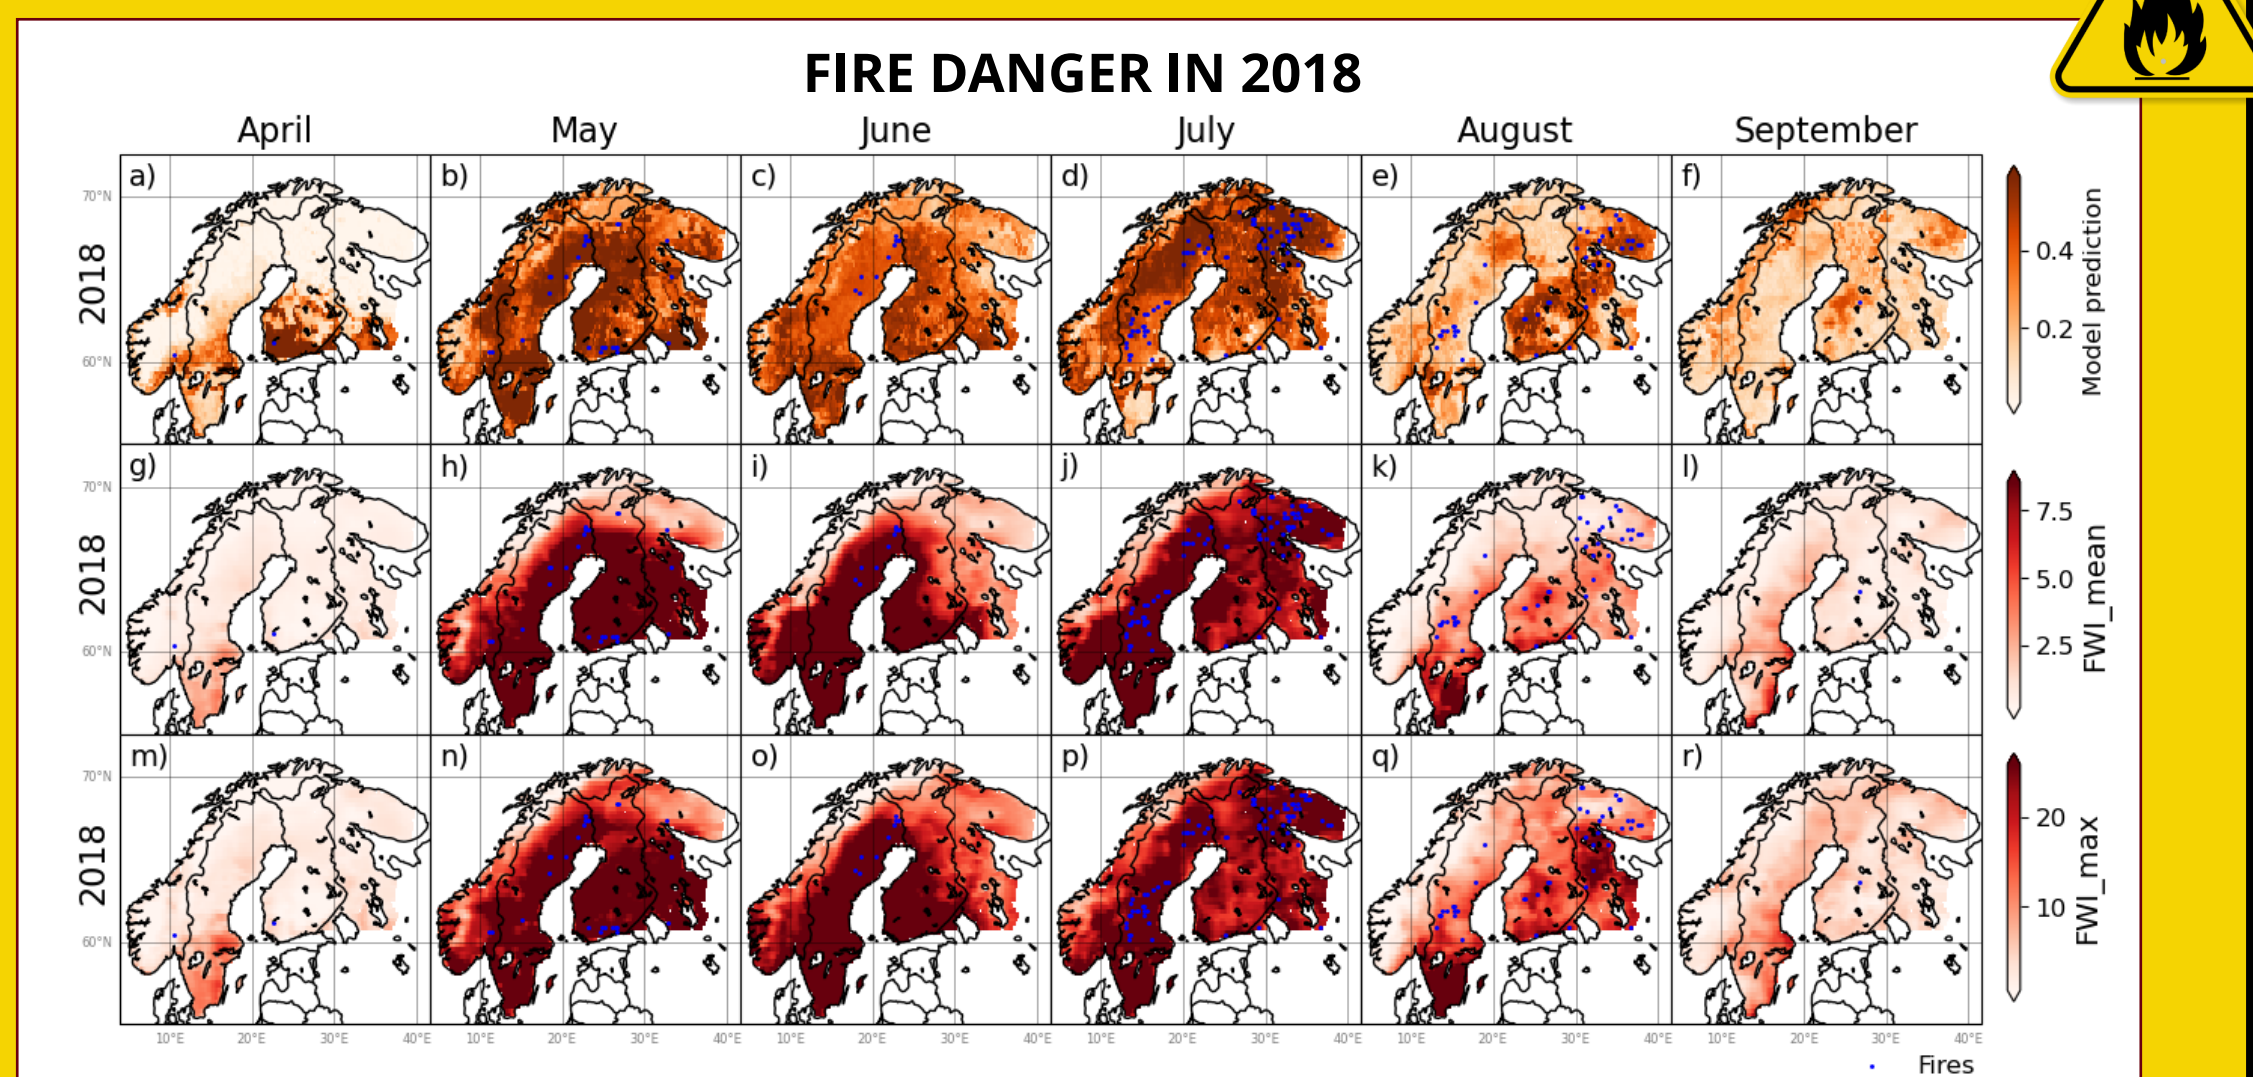 FIRE DANGER IN 2018
April May June July August September
a) b) c) d) e) f)
70°N
60°N
2018
0.4
0.2
Model prediction
g) h) i) j) k) l)
70°N
60°N
2018
7.5
5.0
2.5
FWI_mean
m) n) o) p) q) r)
70°N
60°N
2018
20
10
FWI_max
10°E 20°E 30°E 40°E 10°E 20°E 30°E 40°E 10°E 20°E 30°E 40°E 10°E 20°E 30°E 40°E 10°E 20°E 30°E 40°E 10°E 20°E 30°E 40°E
Fires